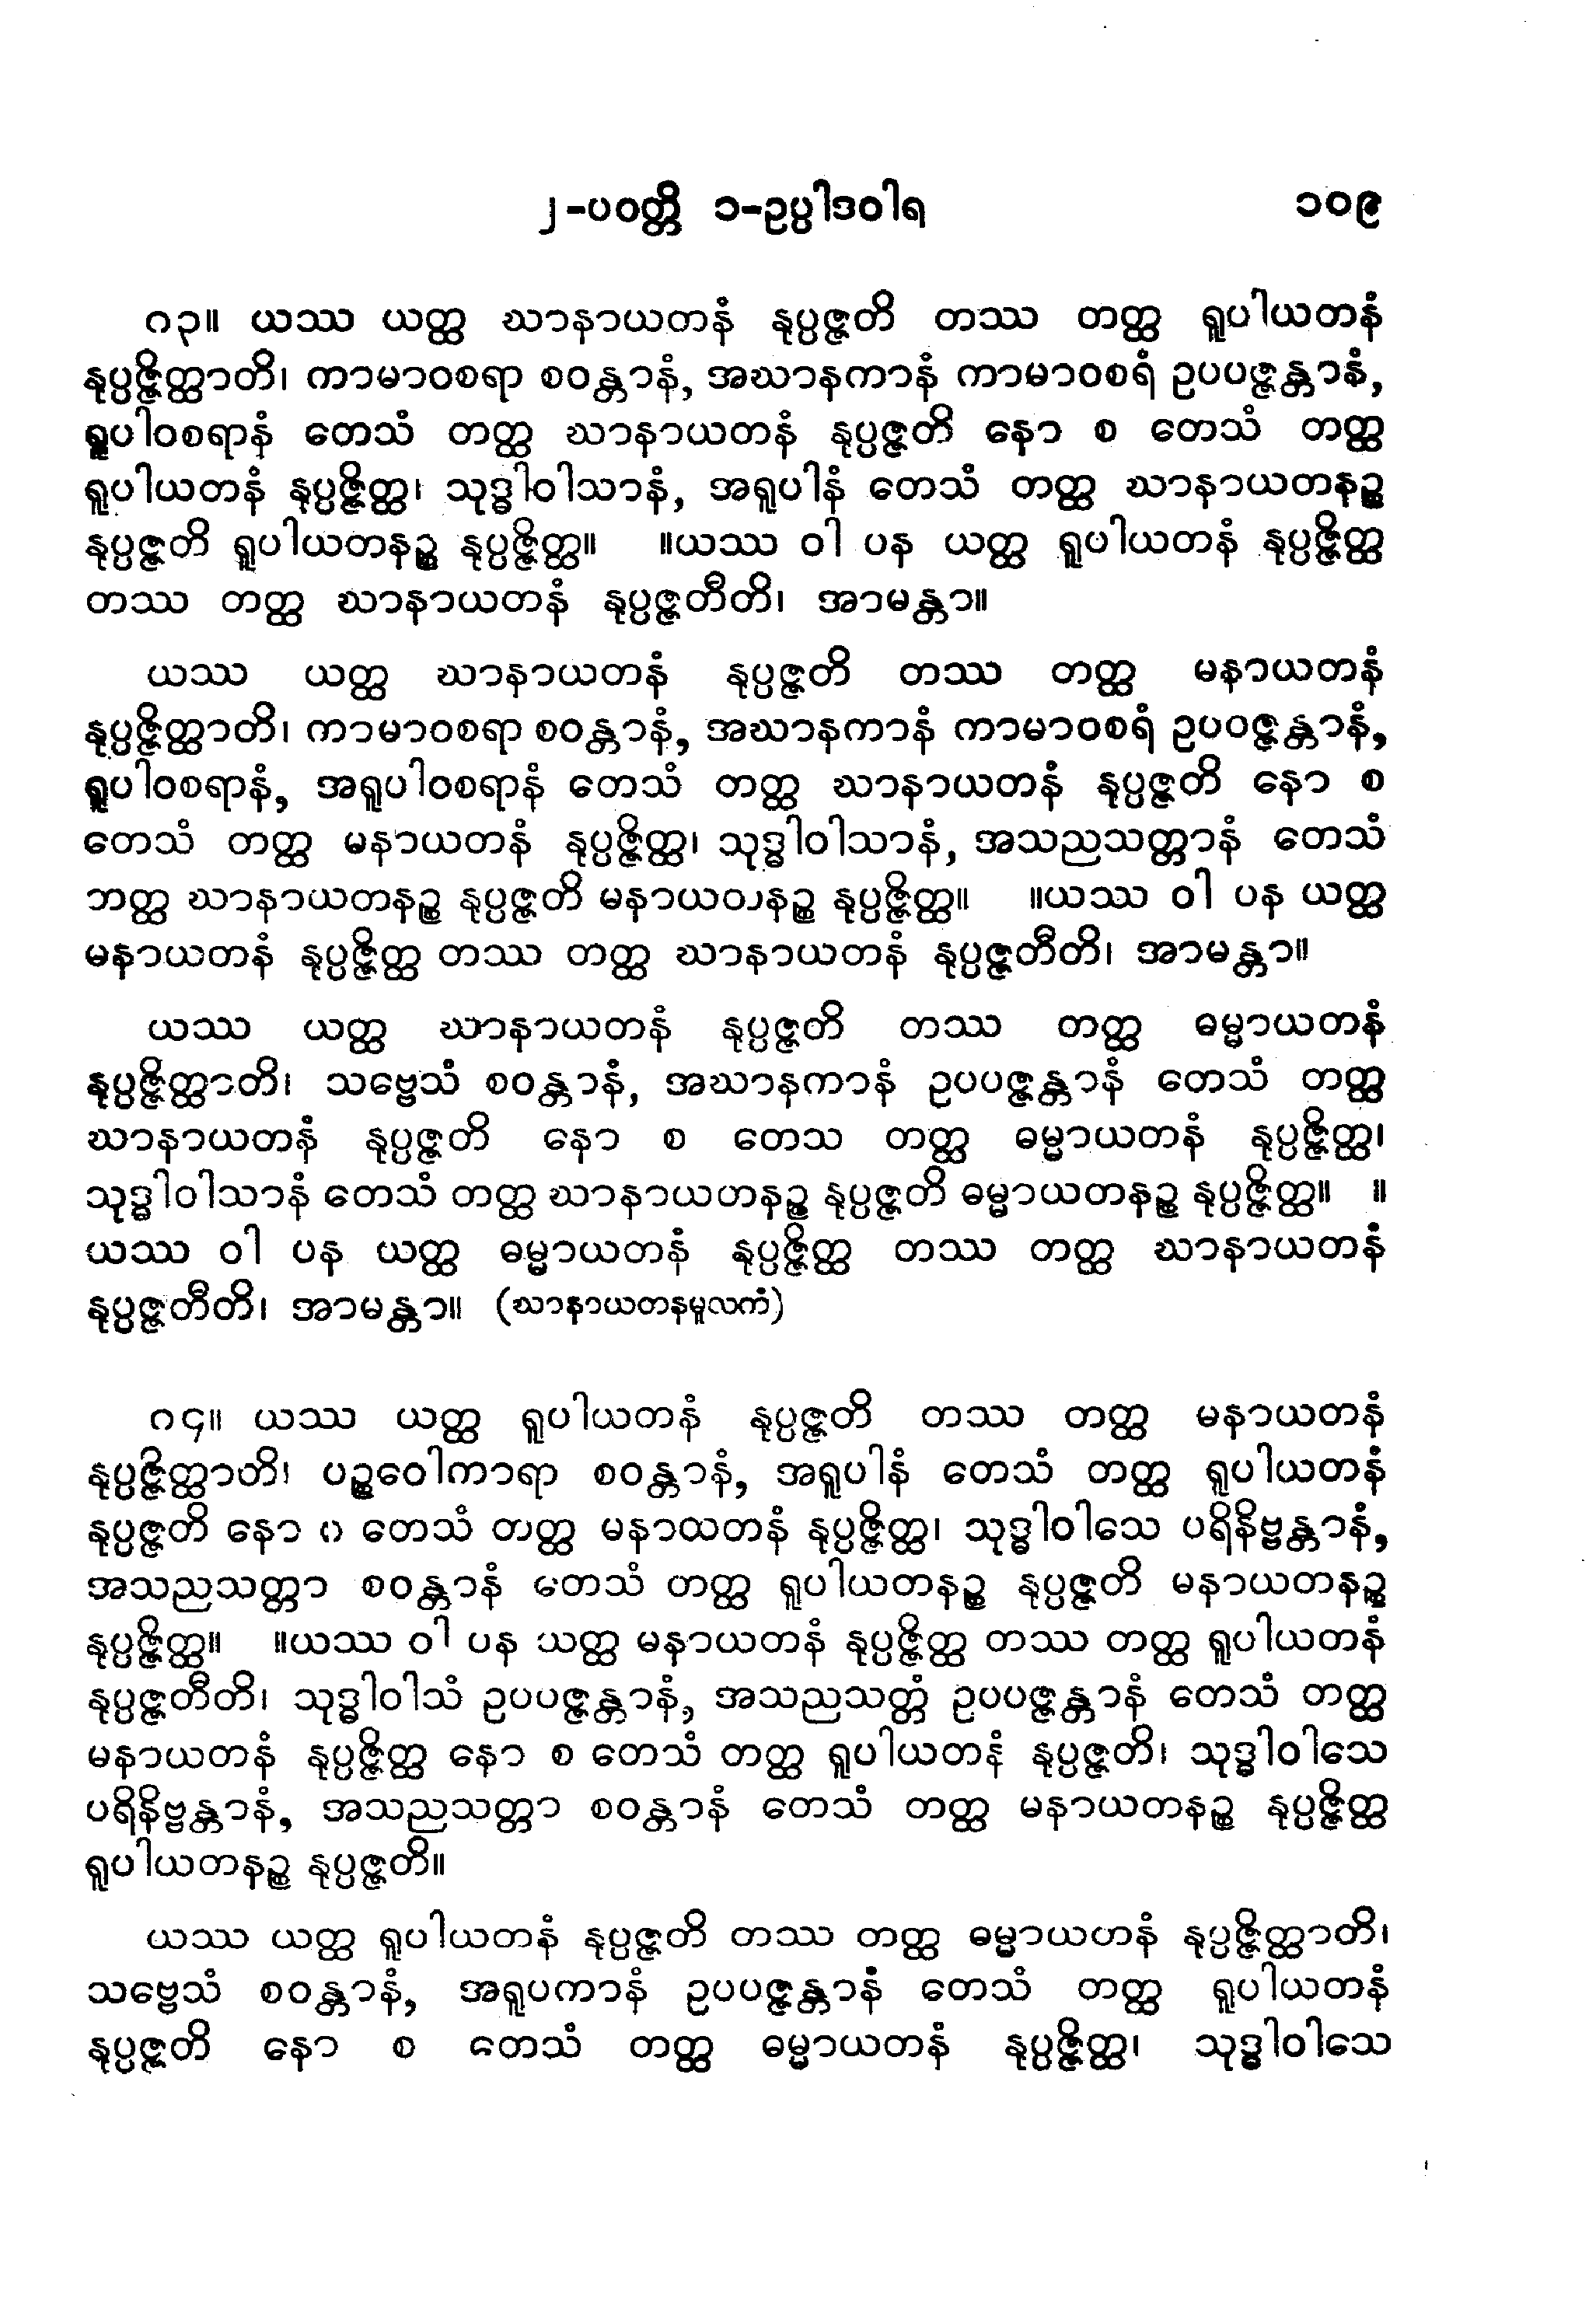 ၂-ပဝတ္တိ ၁-ဥပ္ပါဒဝါရ ၁၀၉
၈၃။ ယဿ ယတ္ထ ဃာနာယတနံ နုပ္ပဇ္ဇတိ တဿ တတ္ထ ရူပါယတနံ
နုပ္ပဇ္ဇိတ္ထာတိ၊ ကာမာဝစရာ စဝန္တာနံ, အဃာနကာနံ ကာမာဝစရံ ဥပပဇ္ဇန္တာနံ,
ရူပါဝစရာနံ တေသံ တတ္ထ ဃာနာယတနံ နုပ္ပဇ္ဇတိ နော စ တေသံ တတ္ထ
ရူပါယတနံ နုပ္ပဇ္ဇိတ္ထ၊ သုဒ္ဓါဝါသာနံ, အရူပါနံ တေသံ တတ္ထ ဃာနာယတနဉ္စ
နုပ္ပဇ္ဇတိ ရူပါယတနဉ္စ နုပ္ပဇ္ဇိတ္ထ။ ။ယဿ ဝါ ပန ယတ္ထ ရူပါယတနံ နုပ္ပဇ္ဇိတ္ထ
တဿ တတ္ထ ဃာနာယတနံ နုပ္ပဇ္ဇတီတိ၊ အာမန္တာ။
ယဿ ယတ္ထ ဃာနာယတနံ နုပ္ပဇ္ဇတိ တဿ တတ္ထ မနာယတနံ
နုပ္ပဇ္ဇိတ္ထာတိ၊ ကာမာဝစရာ စဝန္တာနံ, အဃာနကာနံ ကာမာဝစရံ ဥပဝဇ္ဇန္တာနံ,
ရူပါဝစရာနံ, အရူပါဝစရာနံ တေသံ တတ္ထ ဃာနာယတနံ နုပ္ပဇ္ဇတိ နော စ
တေသံ တတ္ထ မနာယတနံ နုပ္ပဇ္ဇိတ္ထ၊ သုဒ္ဓါဝါသာနံ, အသညသတ္တာနံ တေသံ
ဘတ္ထ ဃာနာယတနဉ္စ နုပ္ပဇ္ဇတိ မနာယတနဉ္စ နုပ္ပဇ္ဇိတ္ထ။ ။ယဿ ဝါ ပန ယတ္ထ
မနာယတနံ နုပ္ပဇ္ဇိတ္ထ တဿ တတ္ထ ဃာနာယတနံ နုပ္ပဇ္ဇတီတိ၊ အာမန္တာ။
ယဿ ယတ္ထ ဃာနာယတနံ နုပ္ပဇ္ဇတိ တဿ တတ္ထ ဓမ္မာယတနံ
နုပ္ပဇ္ဇိတ္ထာတိ၊ သဗ္ဗေသံ စဝန္တာနံ, အဃာနကာနံ ဥပပဇ္ဇန္တာနံ တေသံ တတ္ထ
ဃာနာယတနံ နုပ္ပဇ္ဇတိ နော စ တေသ တတ္ထ ဓမ္မာယတနံ နုပ္ပဇ္ဇိတ္ထ၊
သုဒ္ဓါဝါသာနံ တေသံ တတ္ထ ဃာနာယတနဉ္စ နုပ္ပဇ္ဇတိ ဓမ္မာယတနဉ္စ နုပ္ပဇ္ဇိတ္ထ။ ။
ယဿ ဝါ ပန ယတ္ထ ဓမ္မာယတနံ နုပ္ပဇ္ဇိတ္ထ တဿ တတ္ထ ဃာနာယတနံ
နုပ္ပဇ္ဇတီတိ၊ အာမန္တာ။ (ဃာနာယတနမူလကံ)
၈၄။ ယဿ ယတ္ထ ရူပါယတနံ နုပ္ပဇ္ဇတိ တဿ တတ္ထ မနာယတနံ
နုပ္ပဇ္ဇိတ္ထာတိ၊ ပဉ္စဝေါကာရာ စဝန္တာနံ, အရူပါနံ တေသံ တတ္ထ ရူပါယတနံ
နုပ္ပဇ္ဇတိ နော စ တေသံ တတ္ထ မနာထတနံ နုပ္ပဇ္ဇိတ္ထ၊ သုဒ္ဓါဝါသေ ပရိနိဗ္ဗန္တာနံ,
အသညသတ္တာ စဝန္တာနံ တေသံ တတ္ထ ရူပါယတနဉ္စ နုပ္ပဇ္ဇတိ မနာယတနဉ္စ
နုပ္ပဇ္ဇိတ္ထ။ ။ယဿ ဝါ ပန ယတ္ထ မနာယတနံ နုပ္ပဇ္ဇိတ္ထ တဿ တတ္ထ ရူပါယတနံ
နုပ္ပဇ္ဇတီတိ၊ သုဒ္ဓါဝါသံ ဥပပဇ္ဇန္တာနံ, အသညသတ္တံ ဥပပဇ္ဇန္တာနံ တေသံ တတ္ထ
မနာယတနံ နုပ္ပဇ္ဇိတ္ထ နော စ တေသံ တတ္ထ ရူပါယတနံ နုပ္ပဇ္ဇတိ၊ သုဒ္ဓါဝါသေ
ပရိနိဗ္ဗန္တာနံ, အသညသတ္တာ စဝန္တာနံ တေသံ တတ္ထ မနာယတနဉ္စ နုပ္ပဇ္ဇိတ္ထ
ရူပါယတနဉ္စ နုပ္ပဇ္ဇတိ။
ယဿ ယတ္ထ ရူပါယတနံ နုပ္ပဇ္ဇတိ တဿ တတ္ထ ဓမ္မာယတနံ နုပ္ပဇ္ဇိတ္ထာတိ၊
သဗ္ဗေသံ စဝန္တာနံ, အရူပကာနံ ဥပပဇ္ဇန္တာနံ တေသံ တတ္ထ ရူပါယတနံ
နုပ္ပဇ္ဇတိ နော စ တေသံ တတ္ထ ဓမ္မာယတနံ နုပ္ပဇ္ဇိတ္ထ၊ သုဒ္ဓါဝါသေ